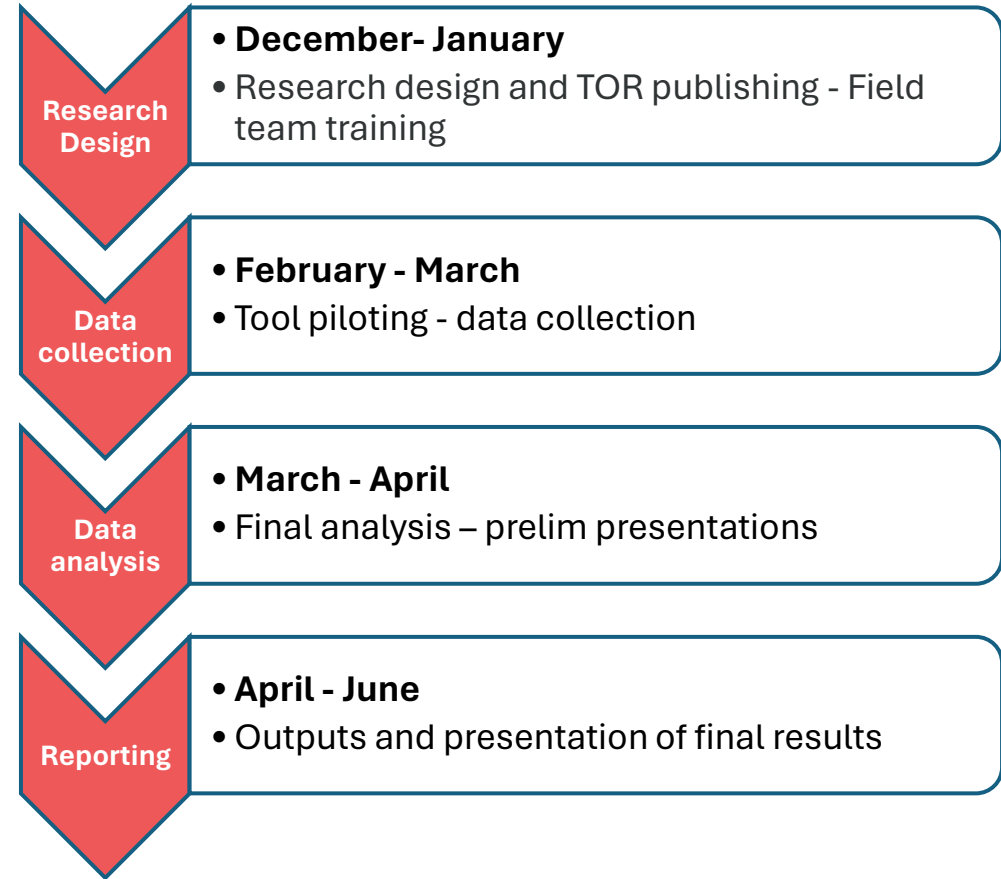 Research
Design
• December- January
• Research design and TOR publishing - Field
team training
Data
collection
• February - March
• Tool piloting - data collection
Data
analysis
• March - April
• Final analysis – prelim presentations
Reporting
• April - June
• Outputs and presentation of final results